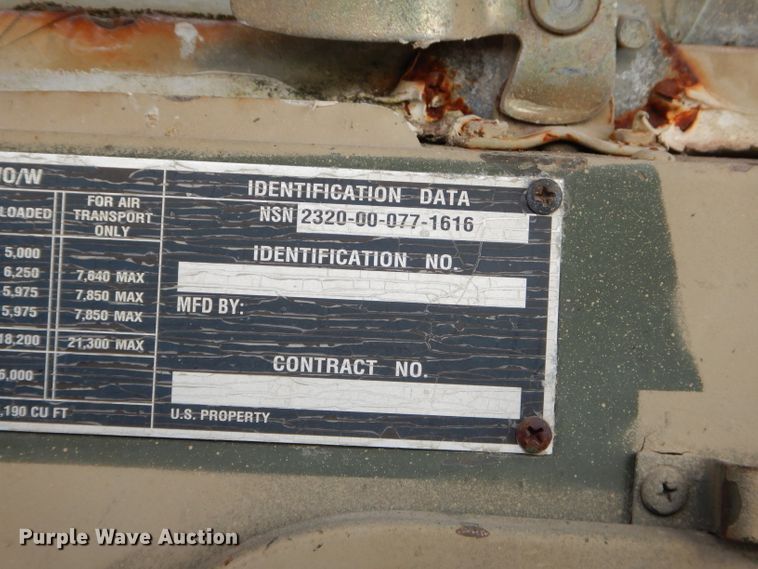 WO/W
LOADED
FOR AIR
TRANSPORT
ONLY
5,000
6,250 7,640 MAX
5,975 7,850 MAX
5,975 7,850 MAX
18,200 21,300 MAX
5,000
,190 CU FT
IDENTIFICATION DATA
NSN 2320-00-077-1616
IDENTIFICATION NO.
MFD BY:
CONTRACT NO.
U.S. PROPERTY
Purple Wave Auction